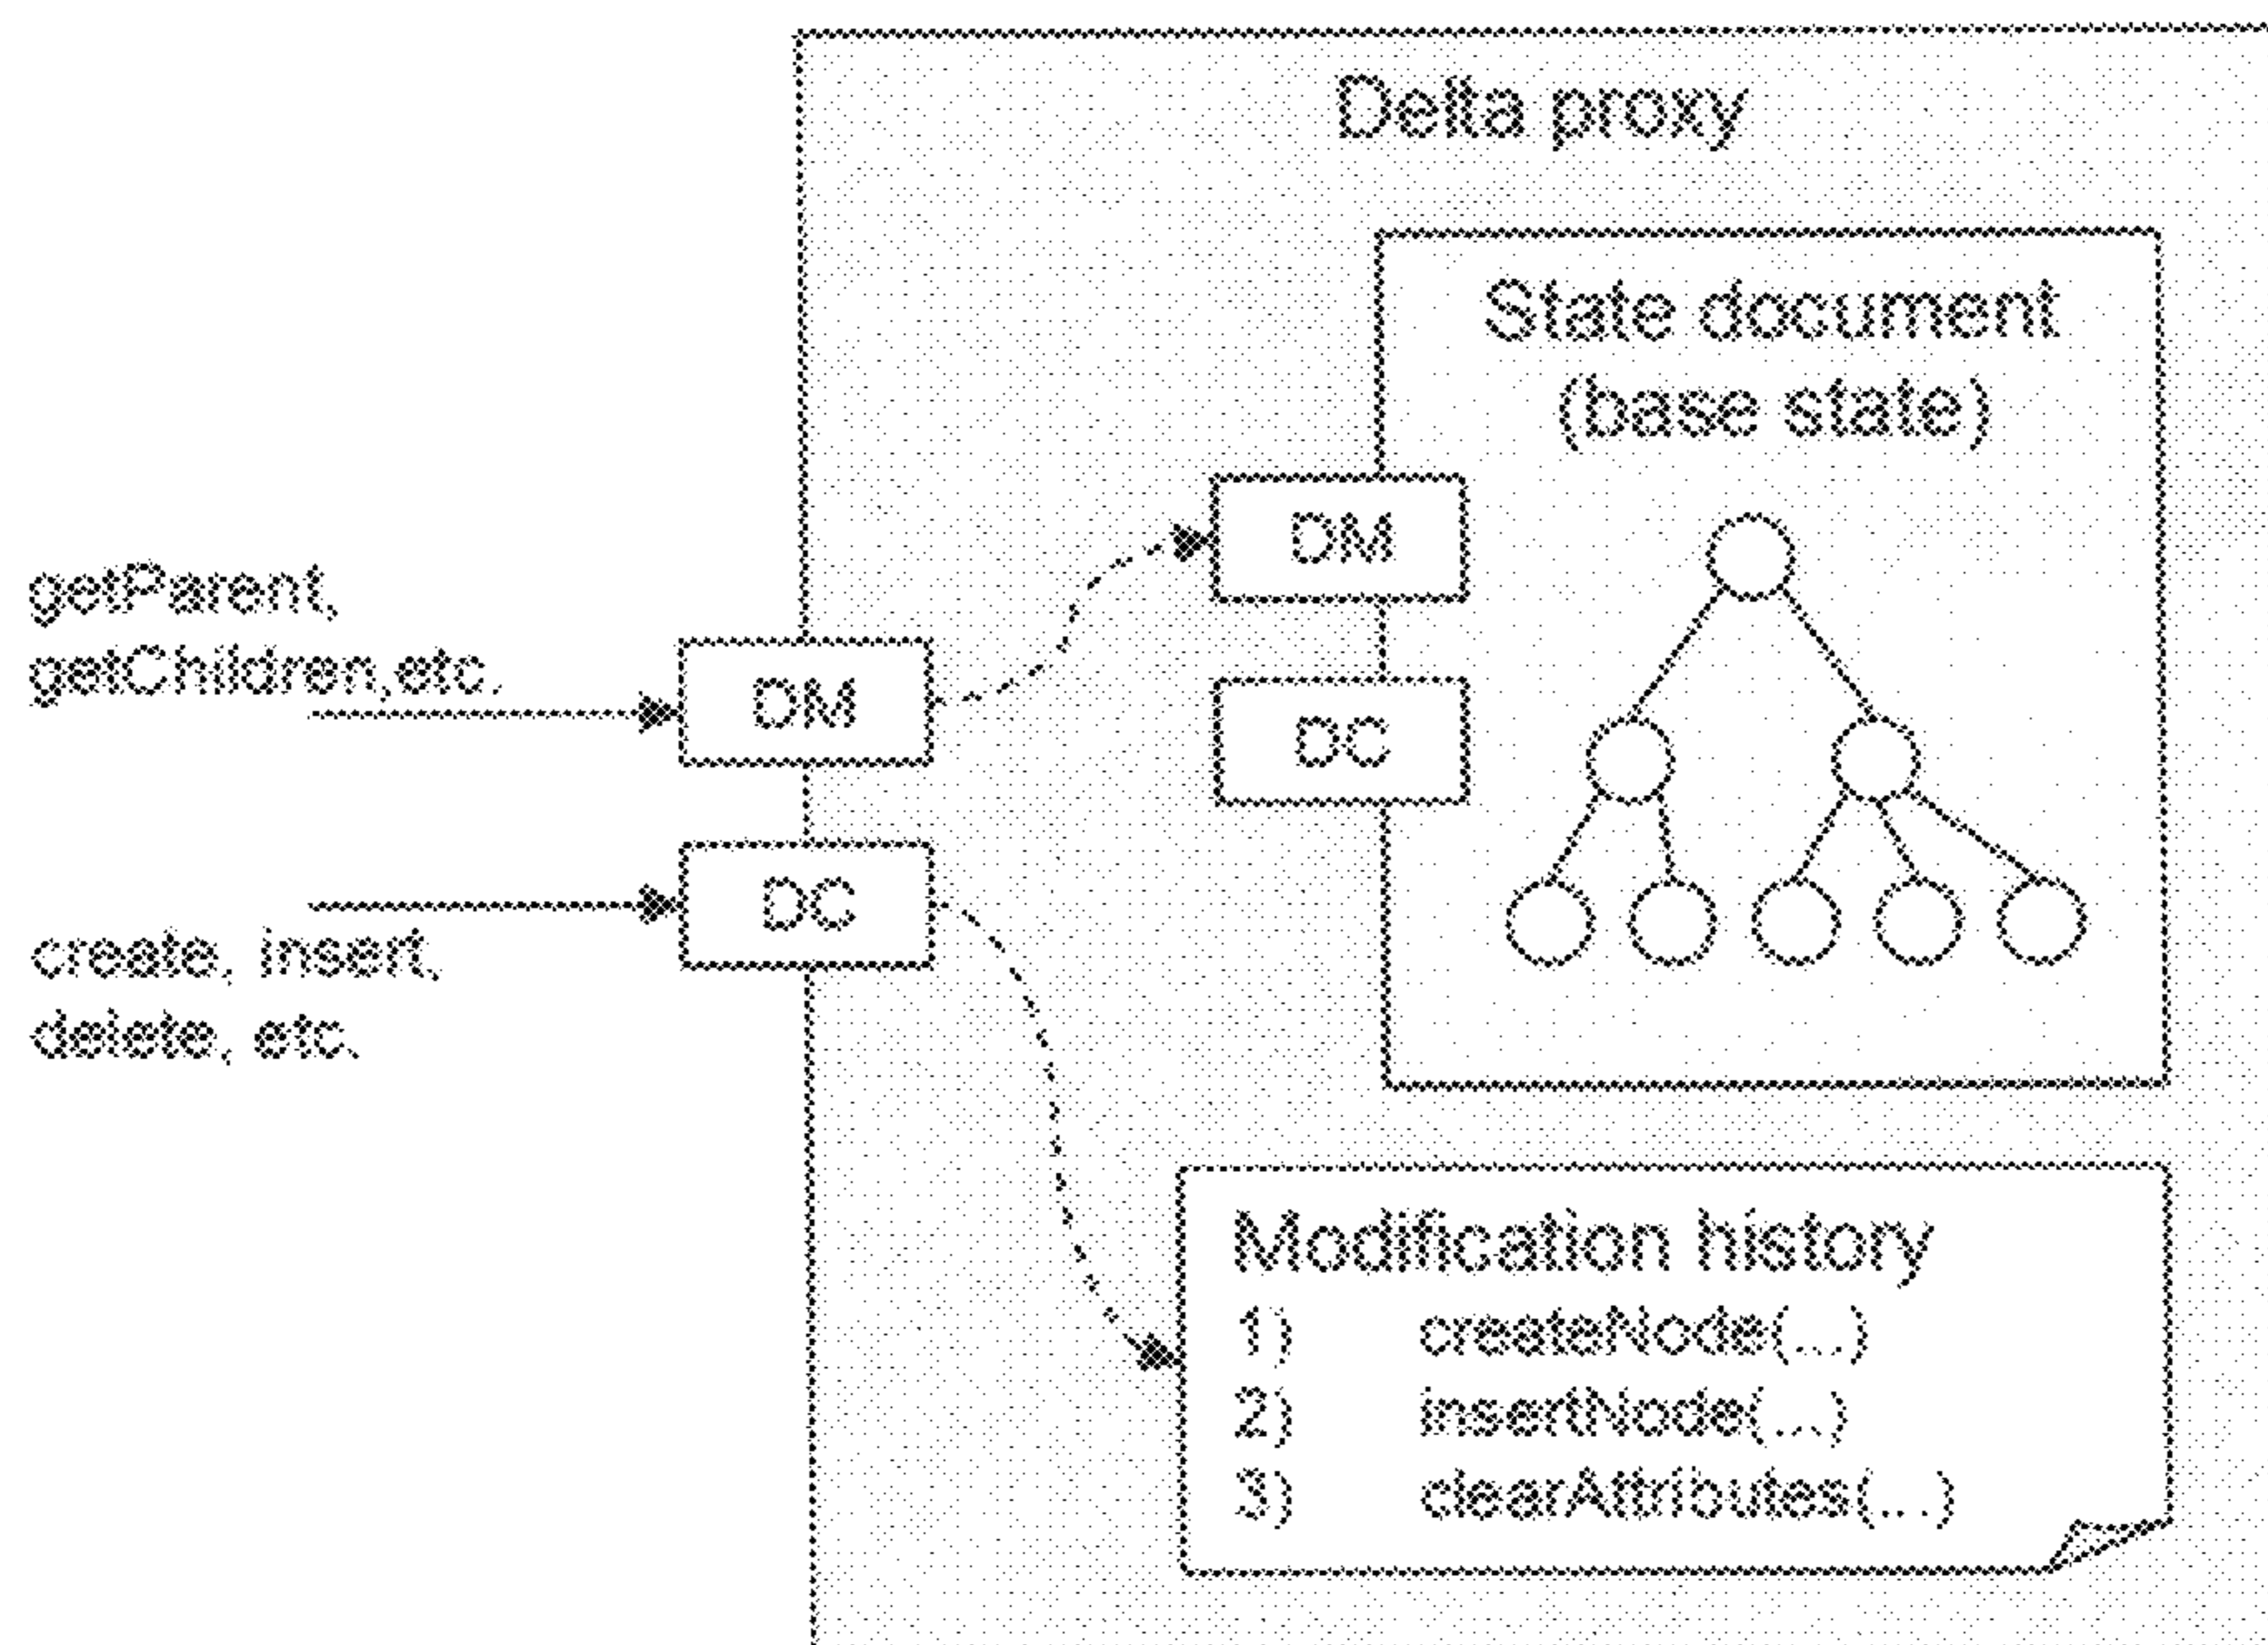 Delta proxy
State document
(base state)
DM
DC
getParent,
getChildren,etc.
DM
DC
create, insert,
delete, etc.
Modification history
1) createNode(...)
2) insertNode(...)
3) clearAttributes(...)